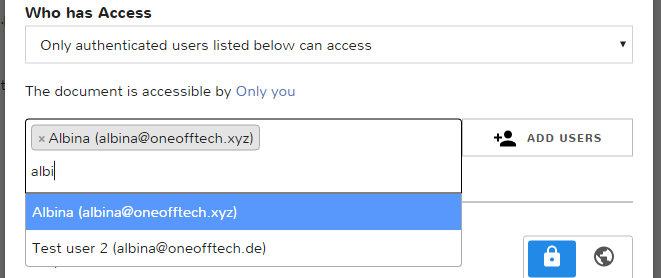 Who has Access
Only authenticated users listed below can access
The document is accessible by Only you
× Albina (albina@oneofftech.xyz)
ADD USERS
albi
Albina (albina@oneofftech.xyz)
Test user 2 (albina@oneofftech.de)